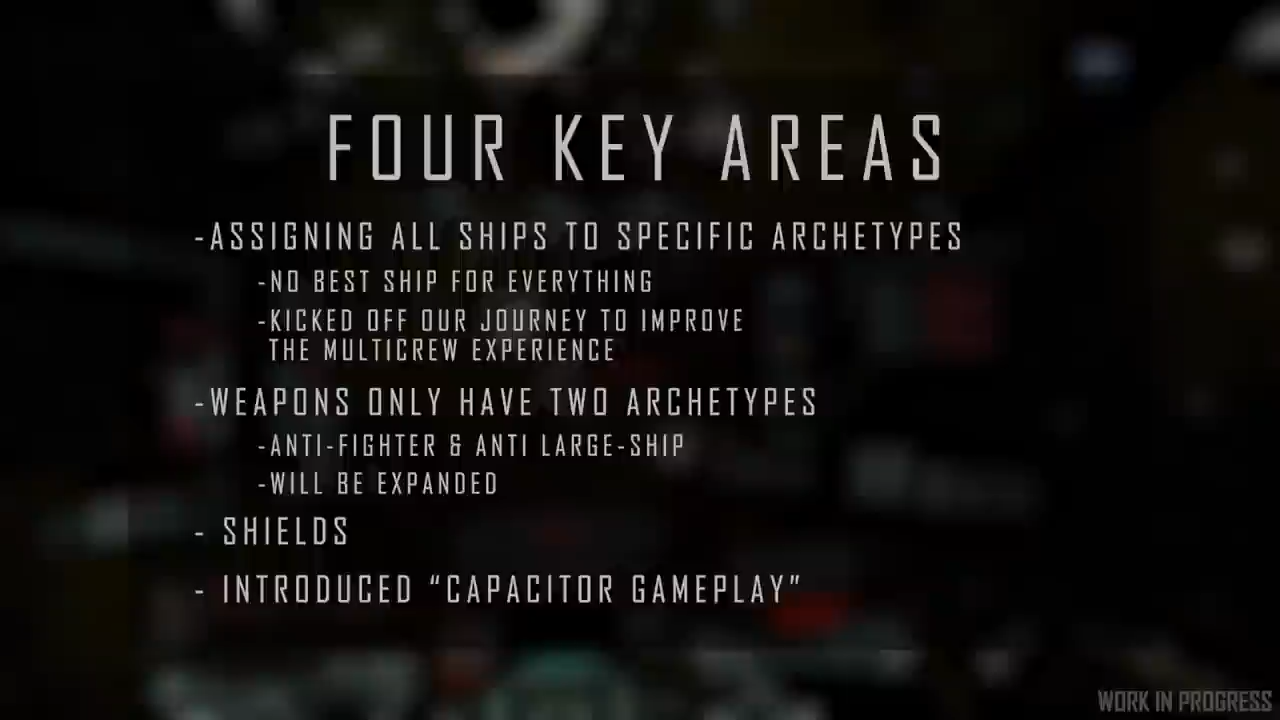 FOUR KEY AREAS
-ASSIGNING ALL SHIPS TO SPECIFIC ARCHETYPES
-NO BEST SHIP FOR EVERYTHING
-KICKED OFF OUR JOURNEY TO IMPROVE
THE MULTICREW EXPERIENCE
-WEAPONS ONLY HAVE TWO ARCHETYPES
-ANTI-FIGHTER & ANTI LARGE-SHIP
-WILL BE EXPANDED
- SHIELDS
- INTRODUCED “CAPACITOR GAMEPLAY”
WORK IN PROGRESS